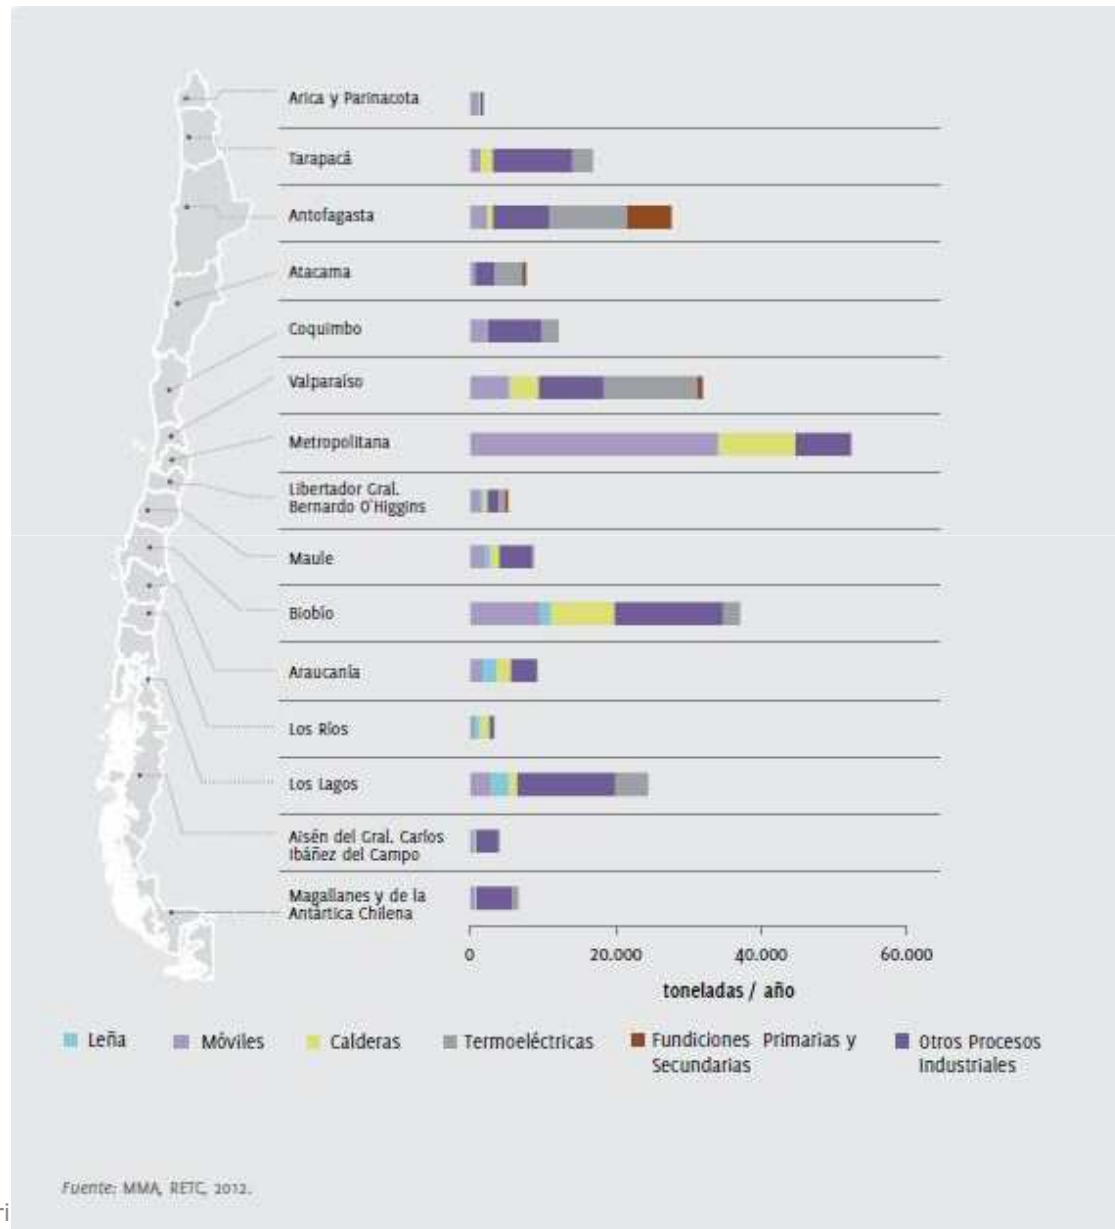 Arica y Parinacota
Tarapacá
Antofagasta
Atacama
Coquimbo
Valparaíso
Metropolitana
Libertador Gral.
Bernardo O'Higgins
Maule
Biobío
Araucanía
Los Ríos
Los Lagos
Aisén del Gral. Carlos
Ibáñez del Campo
Magallanes y de la
Antártica Chilena
0 20.000 40.000 60.000
toneladas / año
Leña Móviles Calderas Termoeléctricas Fundiciones Primarias y Secundarias Otros Procesos Industriales
Fuente: MMA, RETC, 2012.